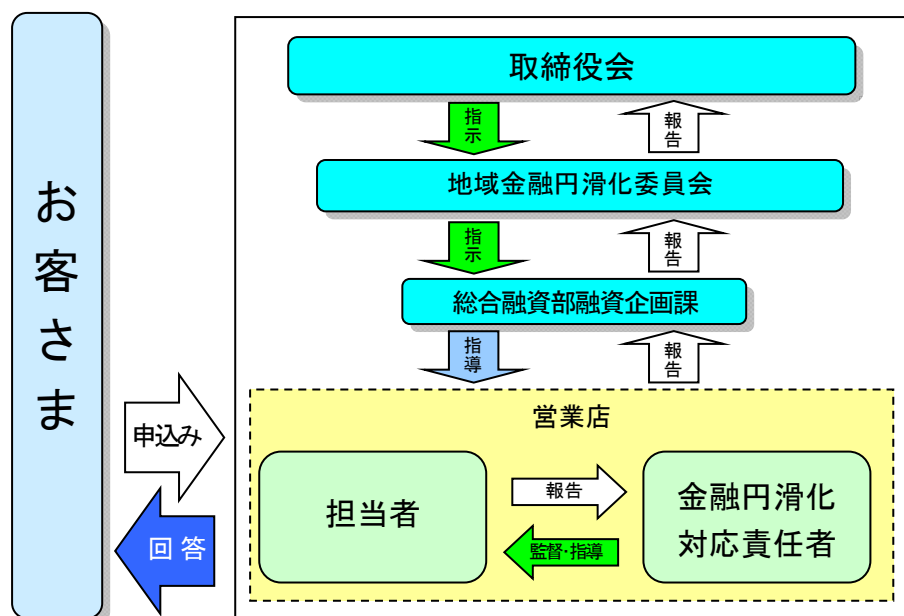 お客さま
取締役会
指示
報告
地域金融円滑化委員会
指示
報告
総合融資部融資企画課
指導
報告
営業店
申込み
回答
担当者
報告
監督・指導
金融円滑化
対応責任者